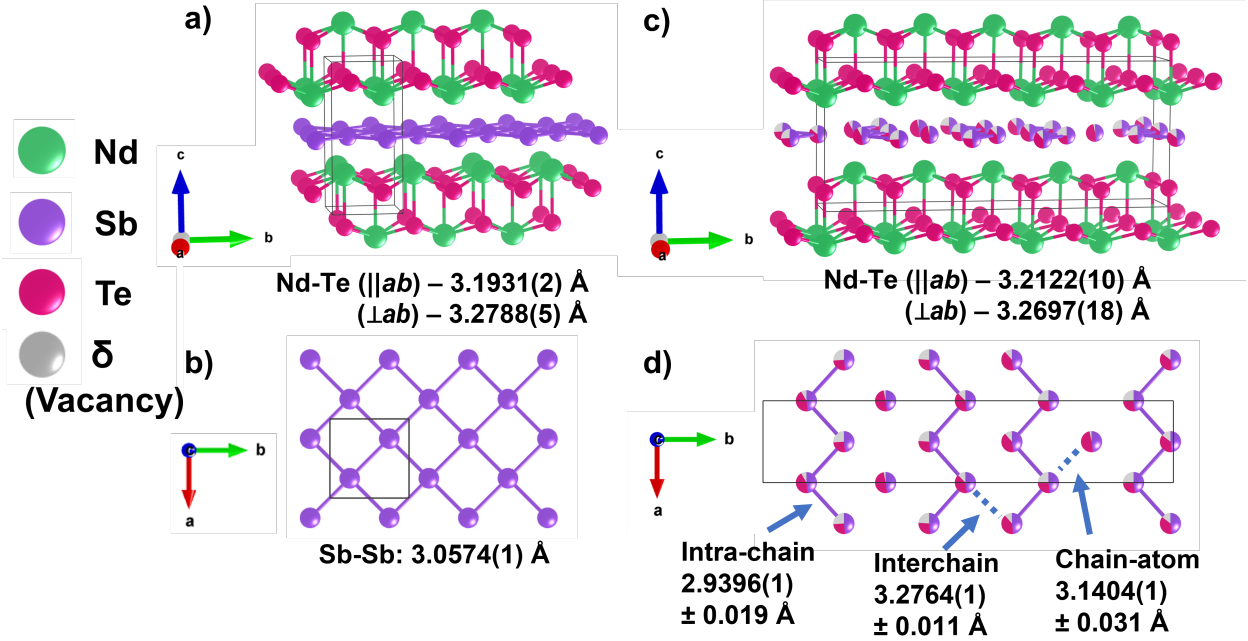 a)
c)
Nd
Sb
Te
δ
(Vacancy)
c
b
a
c
b
a
Nd-Te (||ab) – 3.1931(2) Å
(⊥ab) – 3.2788(5) Å
Nd-Te (||ab) – 3.2122(10) Å
(⊥ab) – 3.2697(18) Å
b)
d)
c
b
a
c
b
a
Sb-Sb: 3.0574(1) Å
Intra-chain
2.9396(1)
± 0.019 Å
Interchain
3.2764(1)
± 0.011 Å
Chain-atom
3.1404(1)
± 0.031 Å